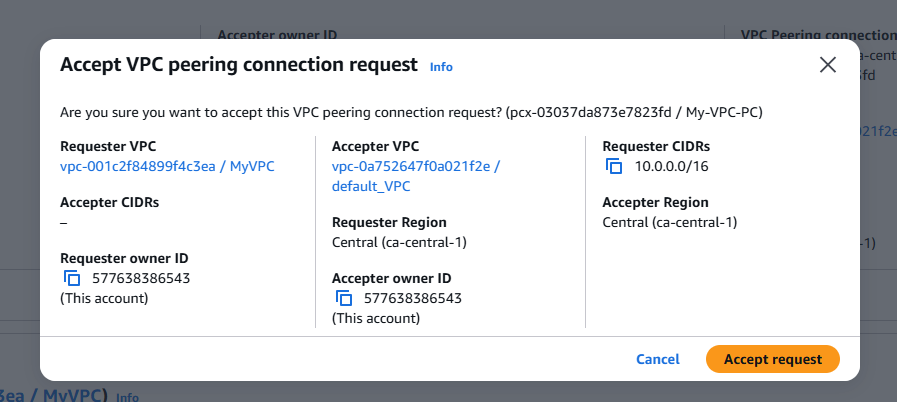 Accepter owner ID
VPC Peering connection
Accept VPC peering connection request Info
Are you sure you want to accept this VPC peering connection request? (pcx-03037da873e7823fd / My-VPC-PC)
Requester VPC
vpc-001c2f84899f4c3ea / MyVPC
Accepter CIDRs
–
Requester owner ID
577638386543
(This account)
Accepter VPC
vpc-0a752647f0a021f2e /
default_VPC
Requester Region
Central (ca-central-1)
Accepter owner ID
577638386543
(This account)
Requester CIDRs
10.0.0.0/16
Accepter Region
Central (ca-central-1)
Cancel
Accept request
3ea / MyVPC) Info